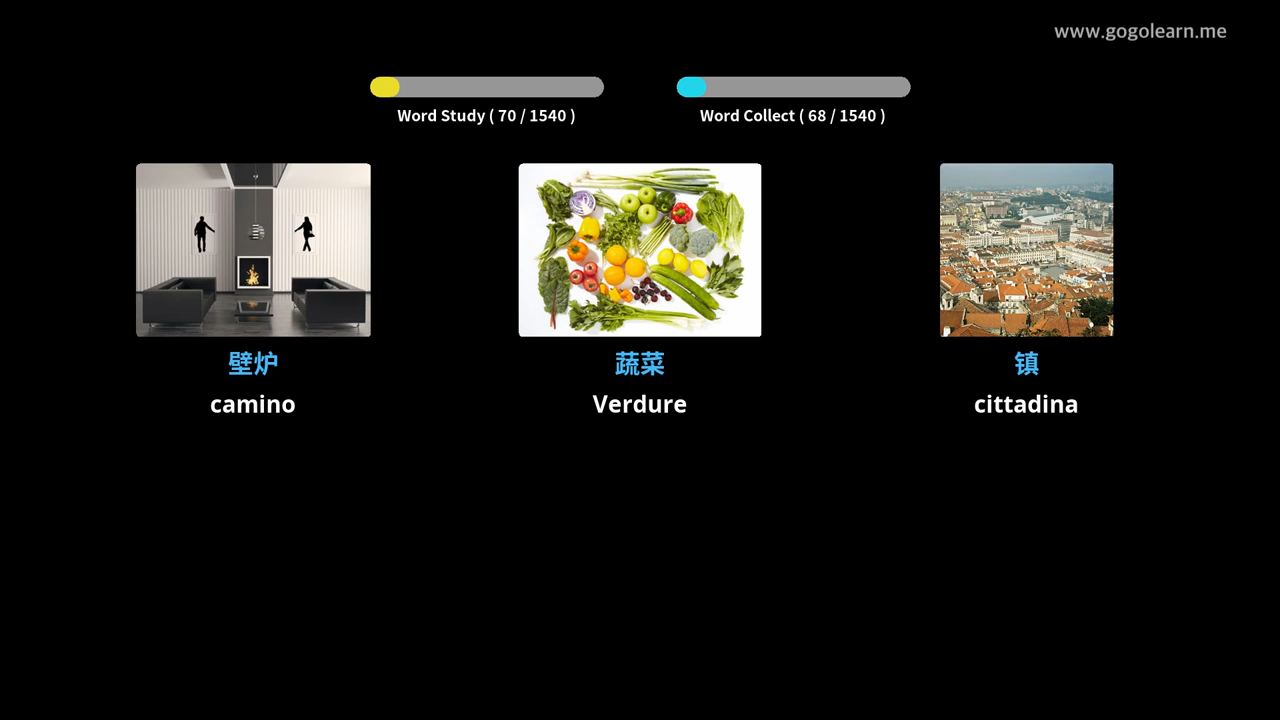 www.gogolearn.me
Word Study ( 70 / 1540 )
Word Collect ( 68 / 1540 )
壁炉
camino
蔬菜
Verdure
镇
cittadina